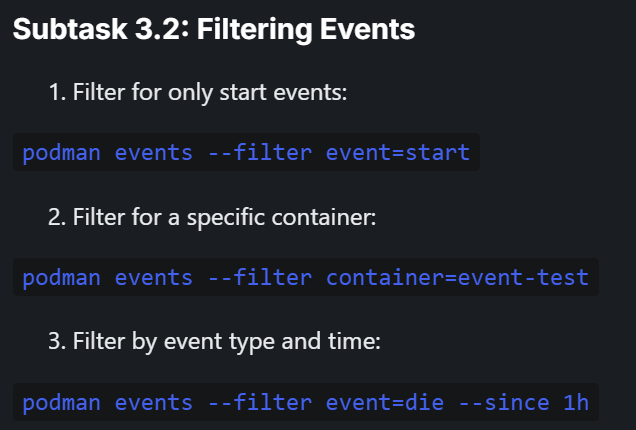 Subtask 3.2: Filtering Events
1. Filter for only start events:
podman events --filter event=start
2. Filter for a specific container:
podman events --filter container=event-test
3. Filter by event type and time:
podman events --filter event=die --since 1h